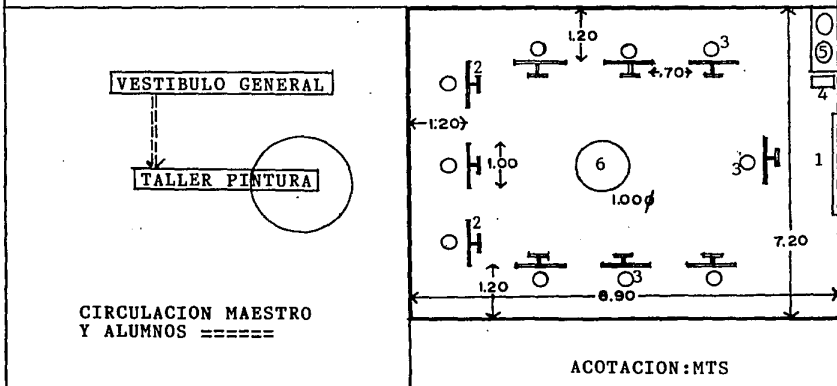 VESTIBULO GENERAL
TALLER PINTURA
CIRCULACION MAESTRO
Y ALUMNOS ======
1.20
3
5
2
.70
4
1.20
1.00
6
3
1
1.00ø
2
7.20
3
1.20
8.90
ACOTACION:MTS